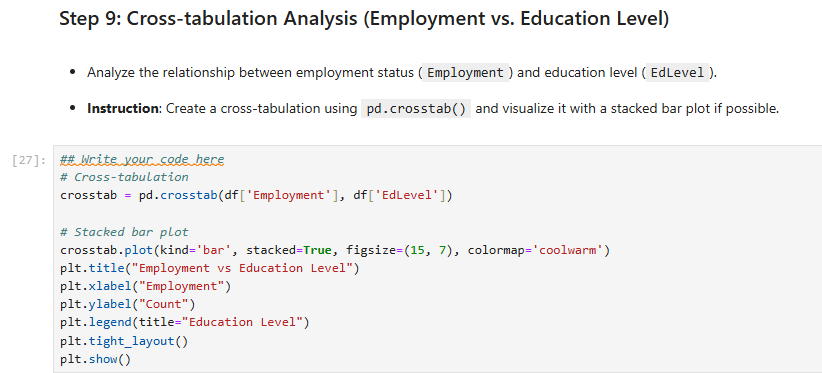 Step 9: Cross-tabulation Analysis (Employment vs. Education Level)
• Analyze the relationship between employment status ( Employment ) and education level ( EdLevel ).
• Instruction: Create a cross-tabulation using pd.crosstab() and visualize it with a stacked bar plot if possible.
[27]: ## Write your code here
# Cross-tabulation
crosstab = pd.crosstab(df['Employment'], df['EdLevel'])
# Stacked bar plot
crosstab.plot(kind='bar', stacked=True, figsize=(15, 7), colormap='coolwarm')
plt.title("Employment vs Education Level")
plt.xlabel("Employment")
plt.ylabel("Count")
plt.legend(title="Education Level")
plt.tight_layout()
plt.show()